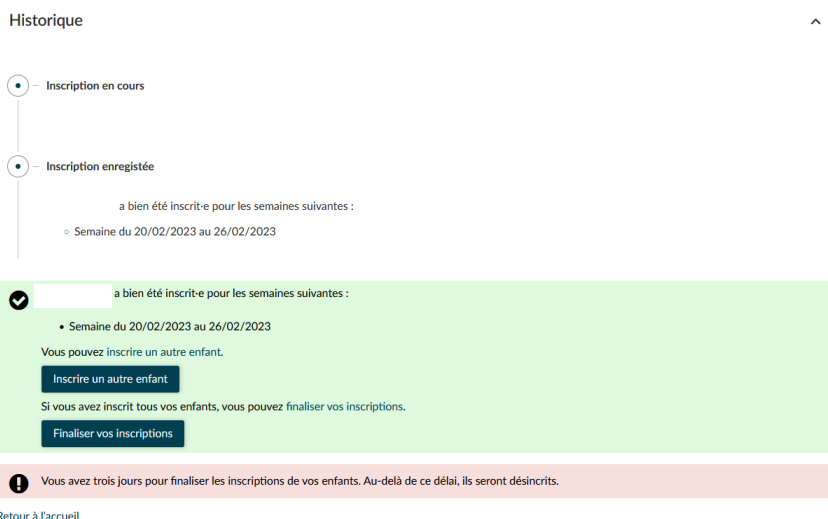 Historique
Inscription en cours
Inscription enregistée
a bien été inscrit·e pour les semaines suivantes :
Semaine du 20/02/2023 au 26/02/2023
a bien été inscrit·e pour les semaines suivantes :
Semaine du 20/02/2023 au 26/02/2023
Vous pouvez inscrire un autre enfant.
Inscrire un autre enfant
Si vous avez inscrit tous vos enfants, vous pouvez finaliser vos inscriptions.
Finaliser vos inscriptions
Vous avez trois jours pour finaliser les inscriptions de vos enfants. Au-delà de ce délai, ils seront désincrits.
Retour à l'accueil